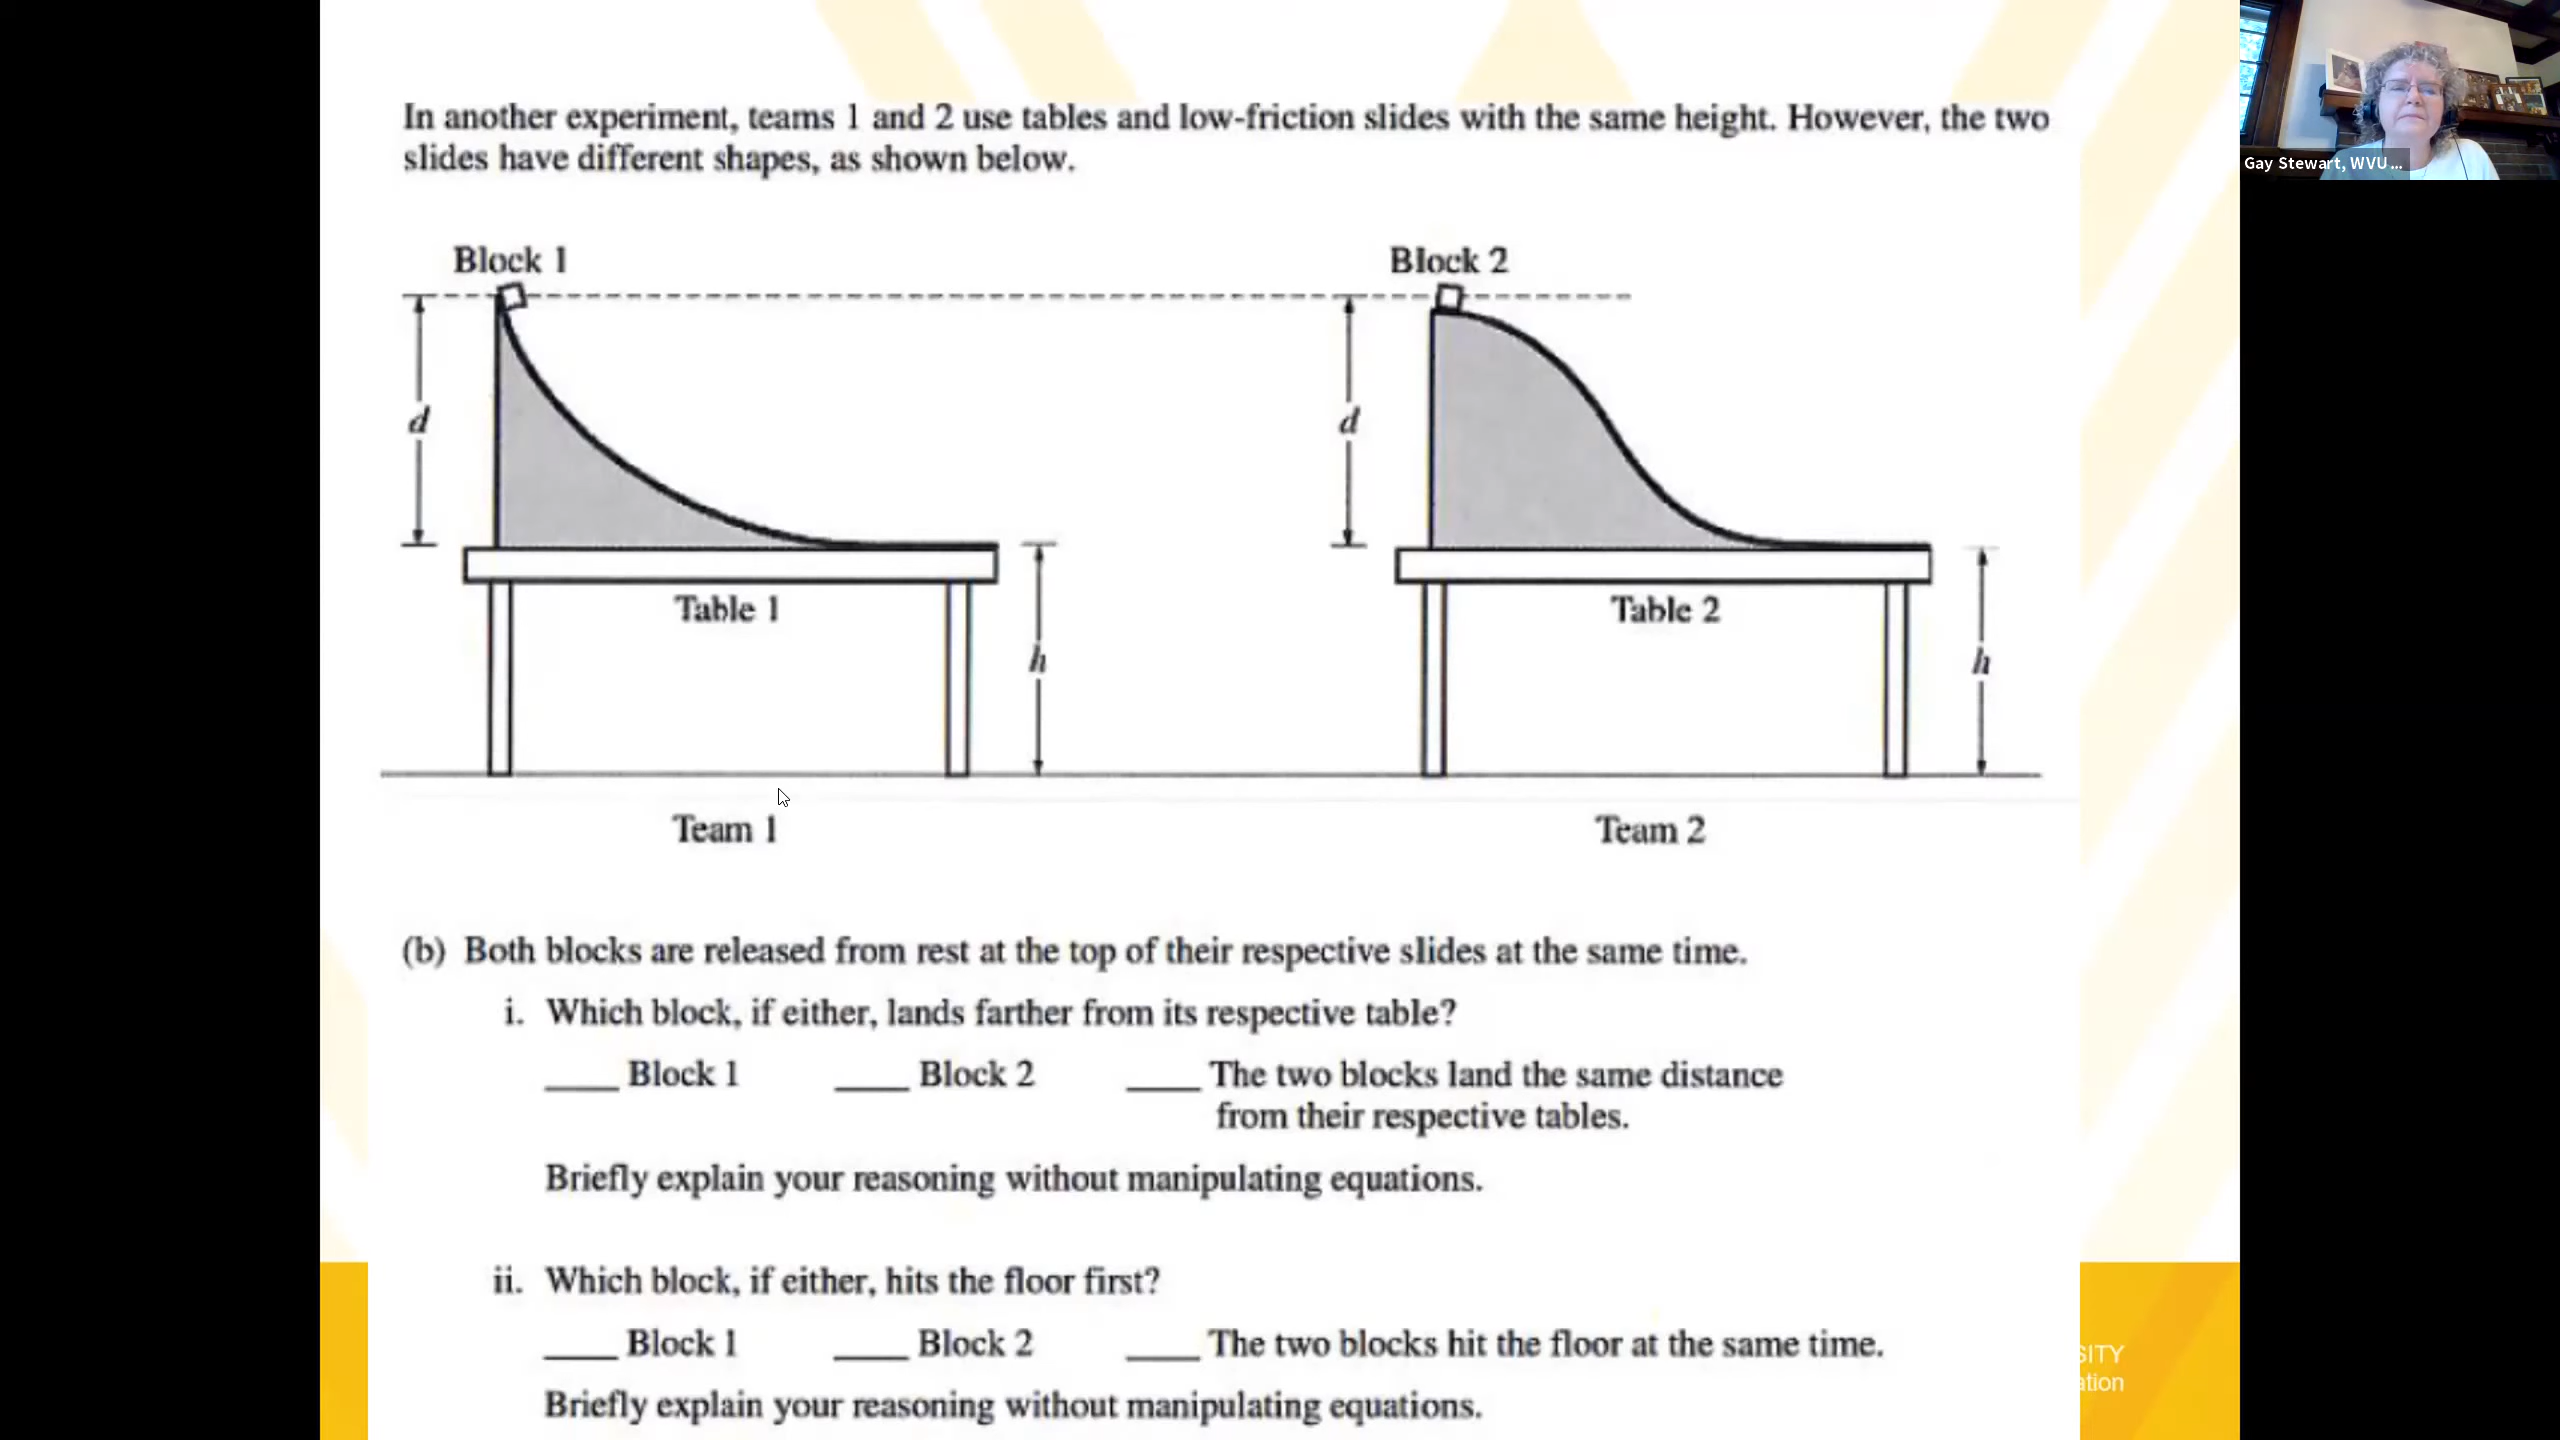 In another experiment, teams 1 and 2 use tables and low-friction slides with the same height. However, the two
slides have different shapes, as shown below.
Block 1
Block 2
d
d
Table 1
Table 2
h
h
Team 1
Team 2
(b) Both blocks are released from rest at the top of their respective slides at the same time.
i. Which block, if either, lands farther from its respective table?
____ Block 1 ____ Block 2 ____ The two blocks land the same distance
from their respective tables.
Briefly explain your reasoning without manipulating equations.
ii. Which block, if either, hits the floor first?
____ Block 1 ____ Block 2 ____ The two blocks hit the floor at the same time.
Briefly explain your reasoning without manipulating equations.
Gay Stewart, WVU...
SITY
ation